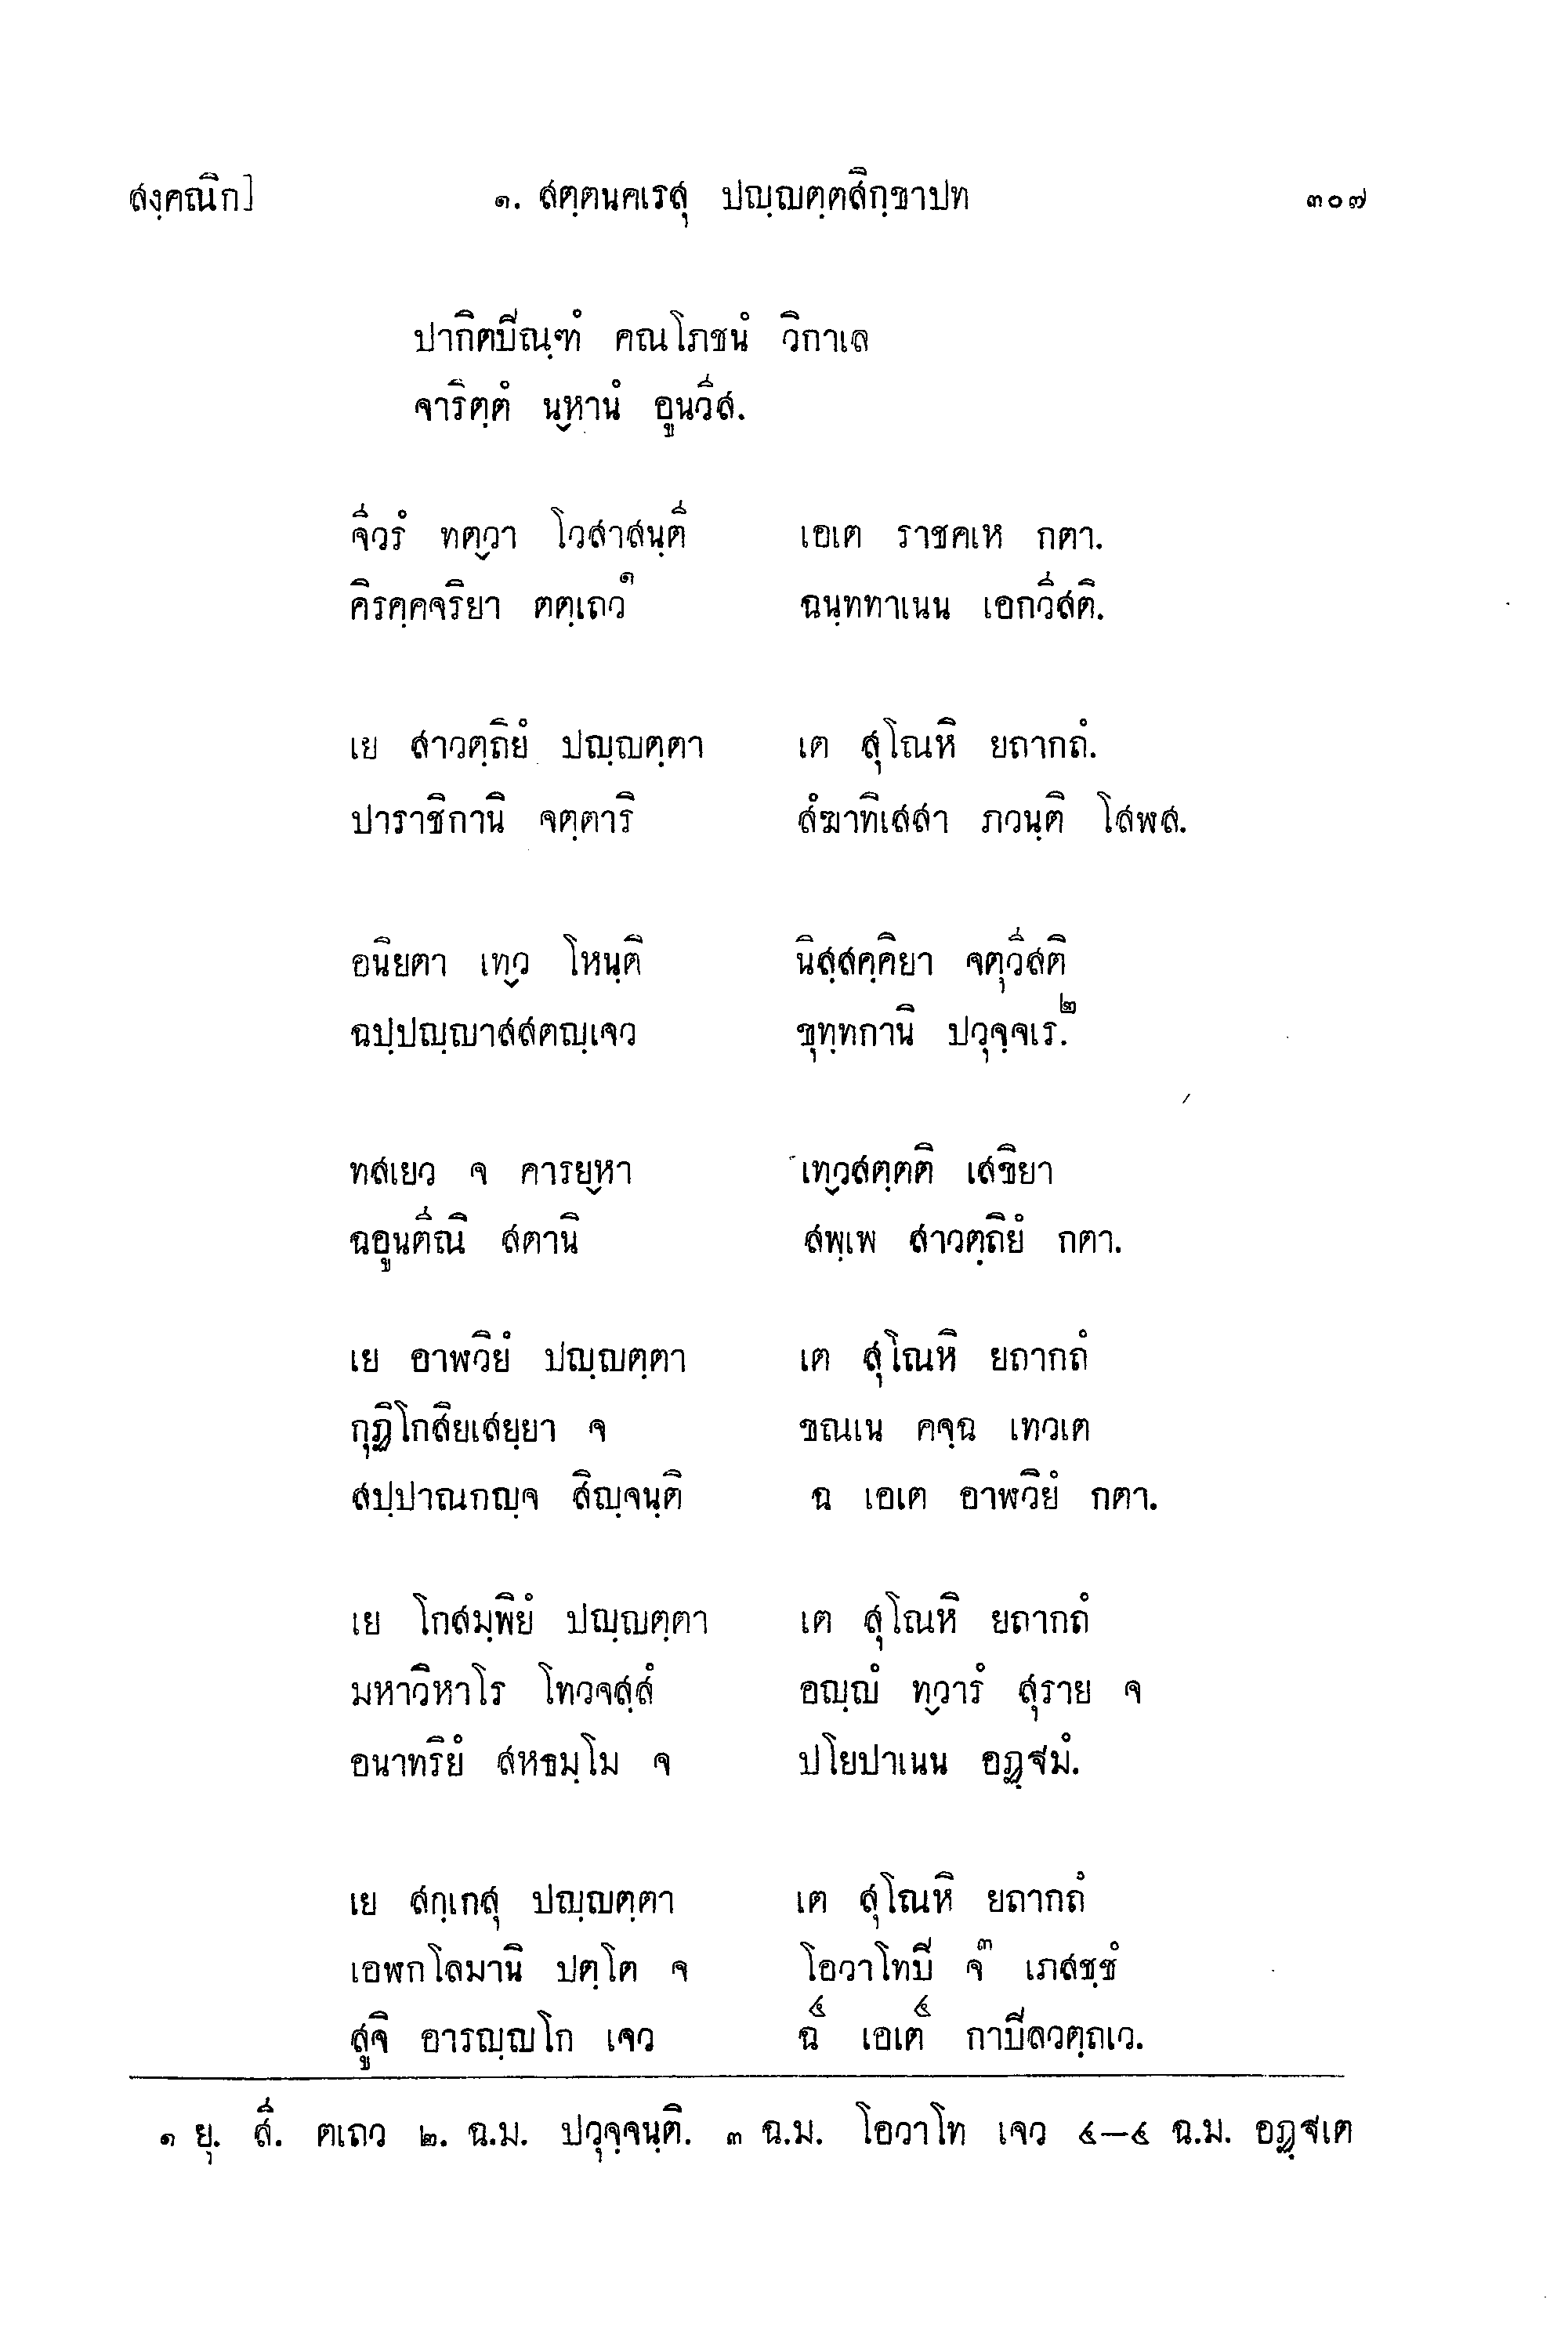 สงฺคณิก] ๑. สตฺตนคเรสุ ปญฺญตฺตสิกฺขาปท ๓๐๗
ปากิตปิณฺฑํ คณโภชนํ วิกาเล
จาริตฺตํ นฺหานํ อูนวีส.
จีวรํ ทตฺวา โวสาสนฺตี เอเต ราชคเห กตา.
คิรคฺคจริยา ตตฺเถว๑ ฉนฺททาเนน เอกวีสติ.
เย สาวตฺถิยํ ปญฺญตฺตา เต สุโณหิ ยถากถํ.
ปาราชิกานิ จตฺตาริ สํฆาทิเสสา ภวนฺติ โสฬส.
อนิยตา เทฺว โหนฺติ นิสฺสคฺคิยา จตุวีสติ
ฉปฺปญฺญาสสตญฺเจว ขุทฺทกานิ ปวุจฺจเร.๒
ทสเยว จ คารยฺหา เทฺวสตฺตติ เสขิยา
ฉอูนตีณิ สตานิ สพฺเพ สาวตฺถิยํ กตา.
เย อาฬวิยํ ปญฺญตฺตา เต สุโณหิ ยถากถํ
กุฏิโกสิยเสยฺยา จ ขณเน คจฺฉ เทวเต
สปฺปาณกญฺจ สิญฺจนฺติ ฉ เอเต อาฬวิยํ กตา.
เย โกสมฺพิยํ ปญฺญตฺตา เต สุโณหิ ยถากถํ
มหาวิหาโร โทวจสฺสํ อญฺญํ ทฺวารํ สุราย จ
อนาทริยํ สหธมฺโม จ ปโยปาเนน อฏฺฐมํ.
เย สกฺเกสุ ปญฺญตฺตา เต สุโณหิ ยถากถํ
เอฬกโลมานิ ปตฺโต จ โอวาโทปิ จ๓ เภสชฺชํ
สูจิ อารญฺญโก เจว ฉ๔ เอเต๔ กาปิลวตฺถเว.
๑ ยุ. สี. ตเถว ๒. ฉ.ม. ปวุจฺจนฺติ. ๓ ฉ.ม. โอวาโท เจว ๔–๔ ฉ.ม. อฏฺฐเต